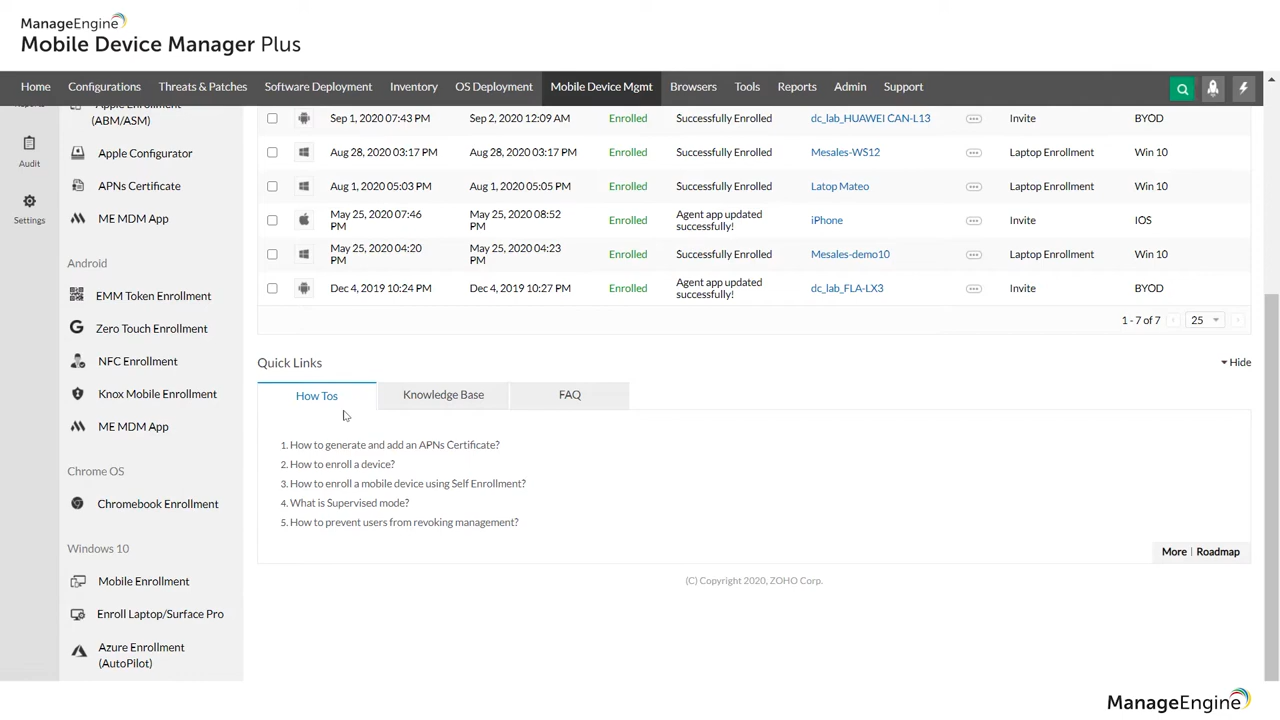 ManageEngine
Mobile Device Manager Plus
Home Configurations Threats & Patches Software Deployment Inventory OS Deployment Mobile Device Mgmt Browsers Tools Reports Admin Support
Audit
Settings
Apple Enrollment
(ABM/ASM)
Apple Configurator
APNs Certificate
ME MDM App
Android
EMM Token Enrollment
Zero Touch Enrollment
NFC Enrollment
Knox Mobile Enrollment
ME MDM App
Chrome OS
Chromebook Enrollment
Windows 10
Mobile Enrollment
Enroll Laptop/Surface Pro
Azure Enrollment
(AutoPilot)
Sep 1, 2020 07:43 PM Sep 2, 2020 12:09 AM Enrolled Successfully Enrolled dc_lab_HUAWEI CAN-L13 Invite BYOD
Aug 28, 2020 03:17 PM Aug 28, 2020 03:17 PM Enrolled Successfully Enrolled Mesales-WS12 Laptop Enrollment Win 10
Aug 1, 2020 05:03 PM Aug 1, 2020 05:05 PM Enrolled Successfully Enrolled Latop Mateo Laptop Enrollment Win 10
May 25, 2020 07:46 PM May 25, 2020 08:52 PM Enrolled Agent app updated successfully! iPhone Invite IOS
May 25, 2020 04:20 PM May 25, 2020 04:23 PM Enrolled Successfully Enrolled Mesales-demo10 Laptop Enrollment Win 10
Dec 4, 2019 10:24 PM Dec 4, 2019 10:27 PM Enrolled Agent app updated successfully! dc_lab_FLA-LX3 Invite BYOD
1 - 7 of 7 25
Quick Links Hide
How Tos Knowledge Base FAQ
1. How to generate and add an APNs Certificate?
2. How to enroll a device?
3. How to enroll a mobile device using Self Enrollment?
4. What is Supervised mode?
5. How to prevent users from revoking management?
More | Roadmap
(C) Copyright 2020, ZOHO Corp.
ManageEngine